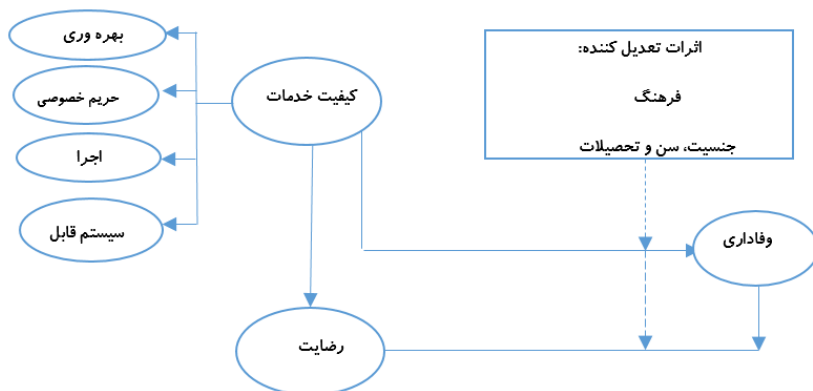 بهره وری
حریم خصوصی
اجرا
سیستم قابل
کیفیت خدمات
اثرات تعدیل کننده:
فرهنگ
جنسیت، سن و تحصیلات
وفاداری
رضایت